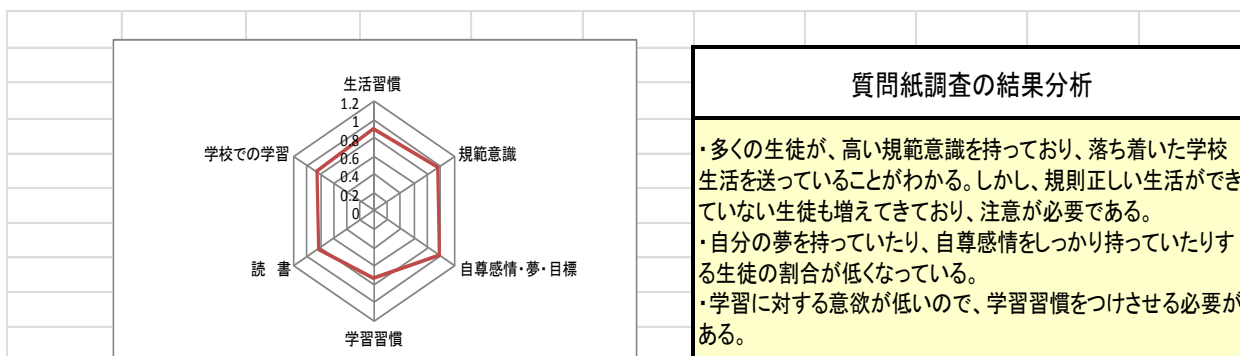 生活習慣
1.2
1
0.8
0.6
0.4
0.2
0
規範意識
自尊感情・夢・目標
学習習慣
読　書
学校での学習
質問紙調査の結果分析
・多くの生徒が、高い規範意識を持っており、落ち着いた学校
生活を送っていることがわかる。しかし、規則正しい生活ができ
ていない生徒も増えてきており、注意が必要である。
・自分の夢を持っていたり、自尊感情をしっかり持っていたりす
る生徒の割合が低くなっている。
・学習に対する意欲が低いので、学習習慣をつけさせる必要が
ある。